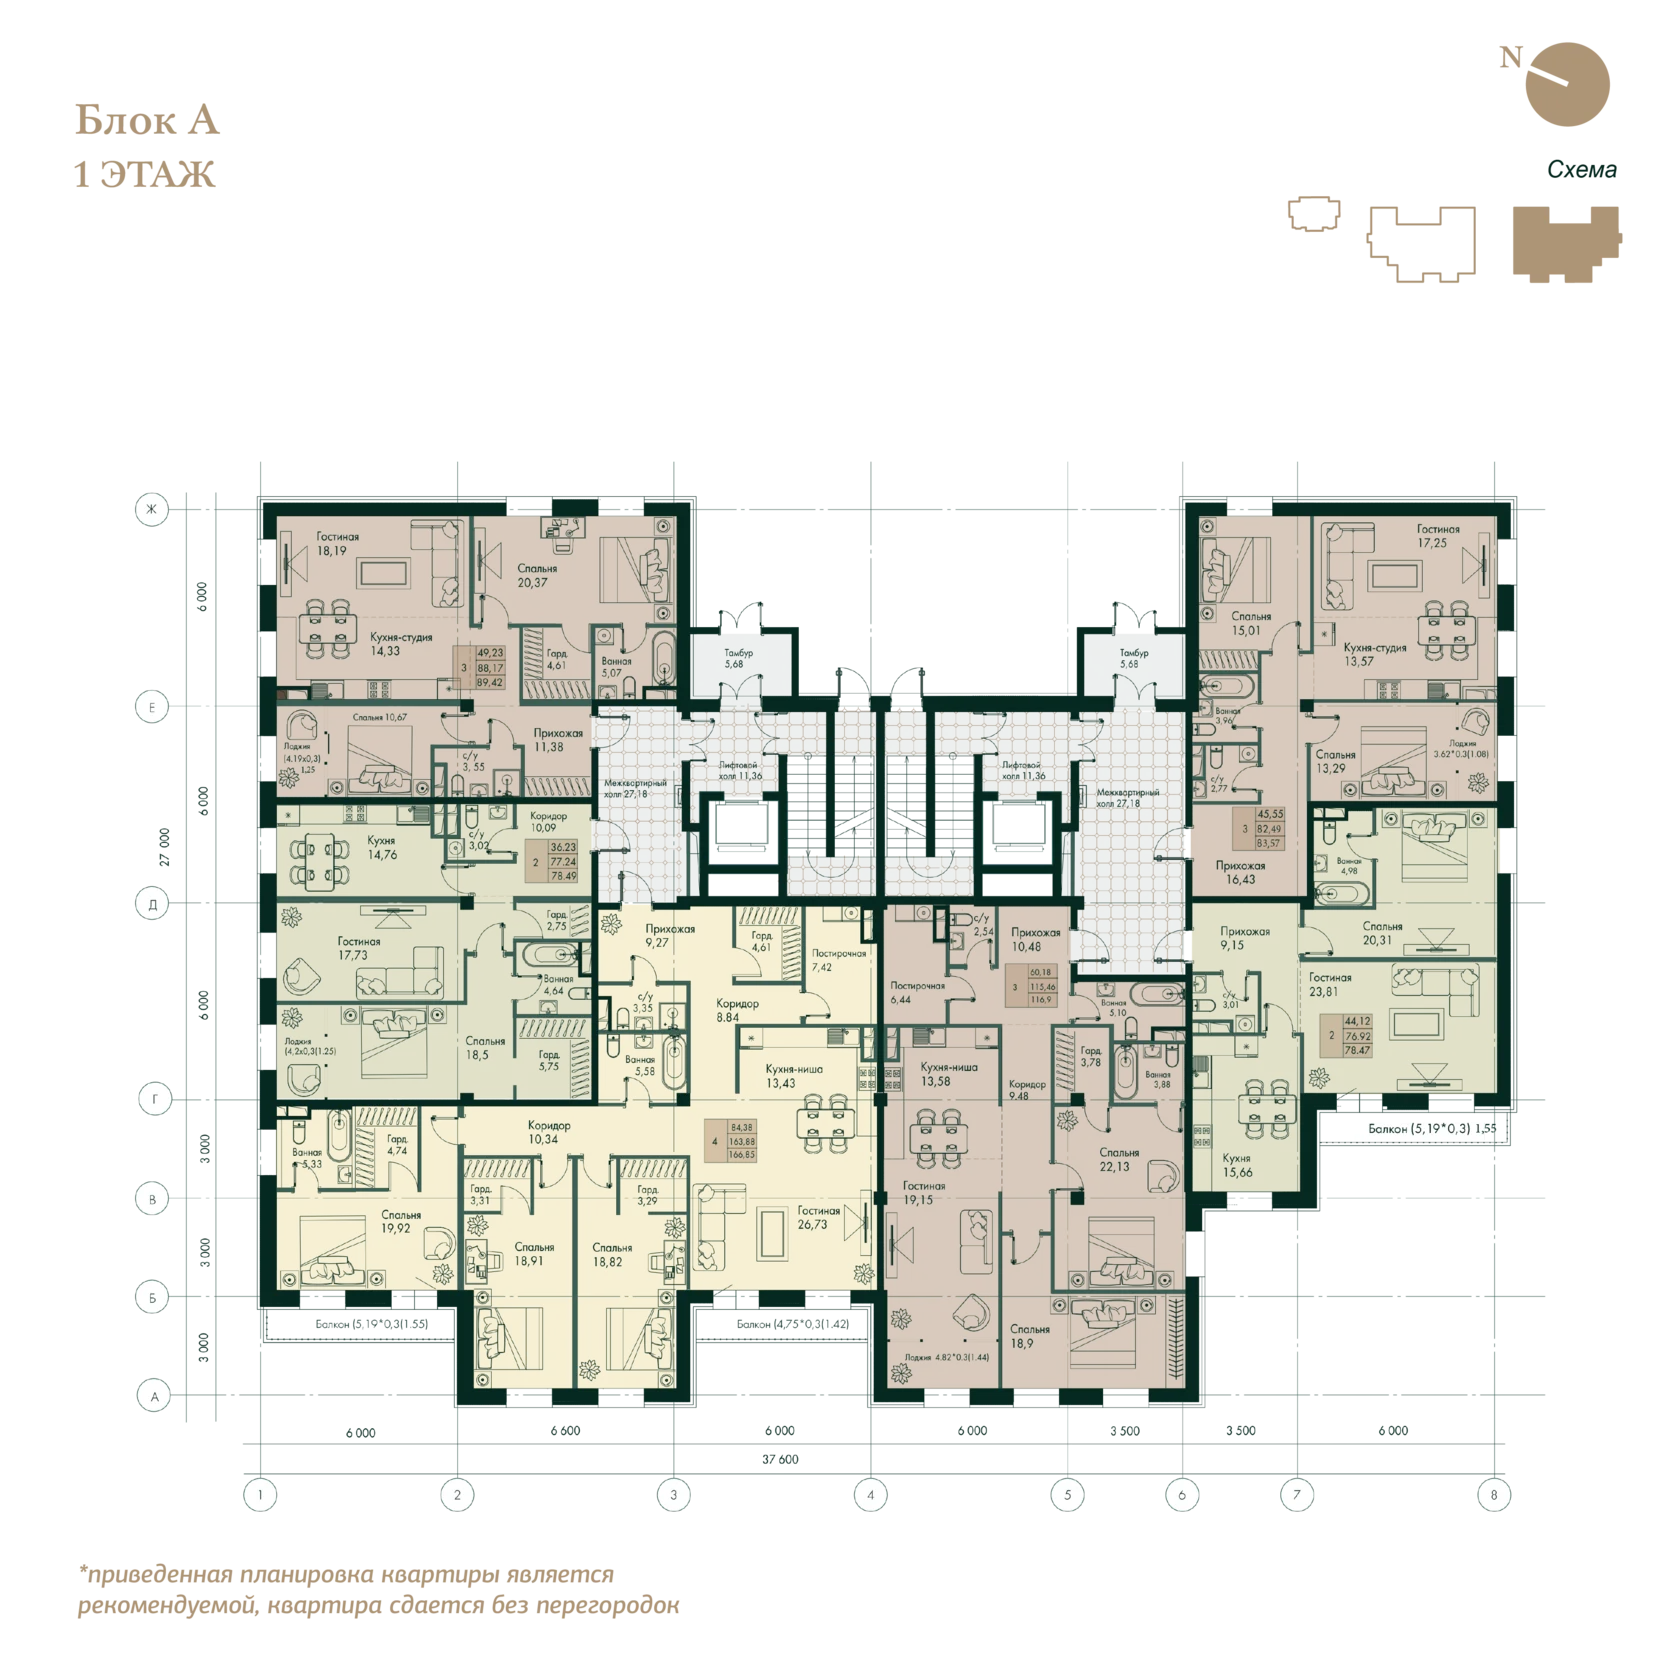 Блок А
1 ЭТАЖ
N
Схема
Ж
Е
Д
Г
В
Б
А
6 000
6 000
27 000
6 000
3 000
3 000
3 000
Гостиная
18,19
Кухня-студия
14,33
Спальня
20,37
3
49,23
88,17
89,42
Гард.
4,61
Ванная
5,07
Спальня 10,67
Лоджия
(4.19х0,3)
1.25
с/у
3, 55
Прихожая
11,38
Тамбур
5,68
Лифтовой
холл 11,36
Межквартирный
холл 27,18
Тамбур
5,68
Лифтовой
холл 11,36
Межквартирный
холл 27,18
Спальня
15,01
Гостиная
17,25
Кухня-студия
13,57
Ванная
3,96
с/у
2,77
Спальня
13,29
Лоджия
3.62*0.3(1.08)
3
45,55
82,49
83,57
Прихожая
16,43
Кухня
14,76
с/у
3,02
Коридор
10,09
2
36.23
77.24
78.49
Гостиная
17,73
Гард.
2,75
Ванная
4,64
Лоджия
(4,2х0,3(1.25)
Спальня
18,5
Гард.
5,75
Прихожая
9,27
Гард.
4,61
Постирочная
7,42
с/у
3,35
Коридор
8.84
Ванная
5,58
Кухня-ниша
13,43
4
84,38
163,88
166,85
Гостиная
26,73
Коридор
10,34
Ванная
5,33
Гард.
4,74
Спальня
19,92
Гард.
3,31
Гард.
3,29
Спальня
18,91
Спальня
18,82
Балкон (5,19*0,3(1.55)
Балкон (4,75*0,3(1.42)
Постирочная
6,44
с/у
2,54
Прихожая
10,48
3
60,18
115,46
116,9
Ванная
5,10
Кухня-ниша
13,58
Гард.
3,78
Ванная
3,88
Коридор
9.48
Гостиная
19,15
Спальня
22,13
Лоджия 4.82*0.3(1.44)
Спальня
18,9
Ванная
4,98
Спальня
20,31
Прихожая
9,15
с/у
3,01
Гостиная
23,81
2
44,12
76.92
78.47
Кухня
15,66
Балкон (5,19*0,3) 1,55
6 000
6 600
6 000
6 000
3 500
3 500
6 000
37 600
1
2
3
4
5
6
7
8
*приведенная планировка квартиры является
рекомендуемой, квартира сдается без перегородок